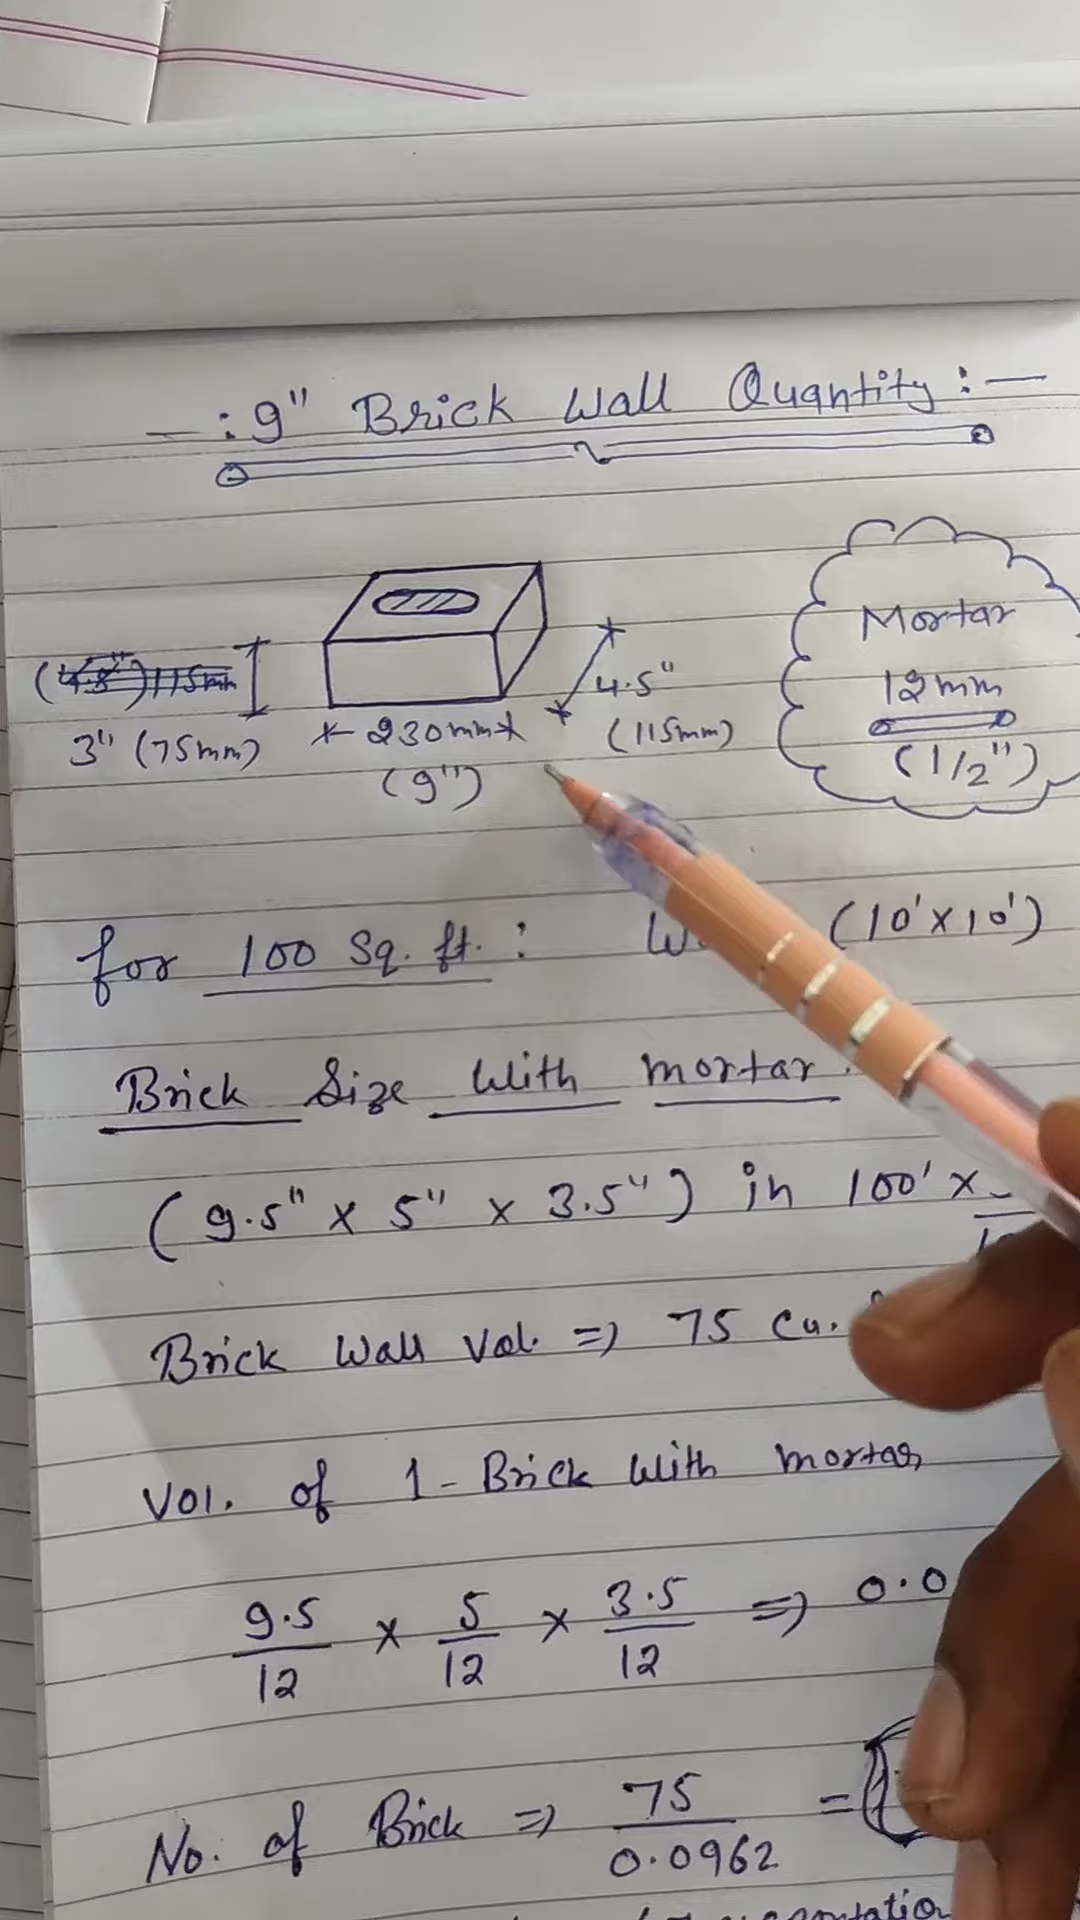 -: 9" Brick Wall Quantity :-
Mortar
12mm
(1/2")
3" (75mm)
230mm
(9")
4.5"
(115mm)
for 100 Sq. ft. : (10' x 10')
Brick Size With mortar.
(9.5" x 5" x 3.5") in 100' x
Brick Wall Vol. => 75 Cu.
Vol. of 1- Brick With mortar
9.5/12 x 5/12 x 3.5/12 => 0.0
No. of Brick => 75/0.0962 =